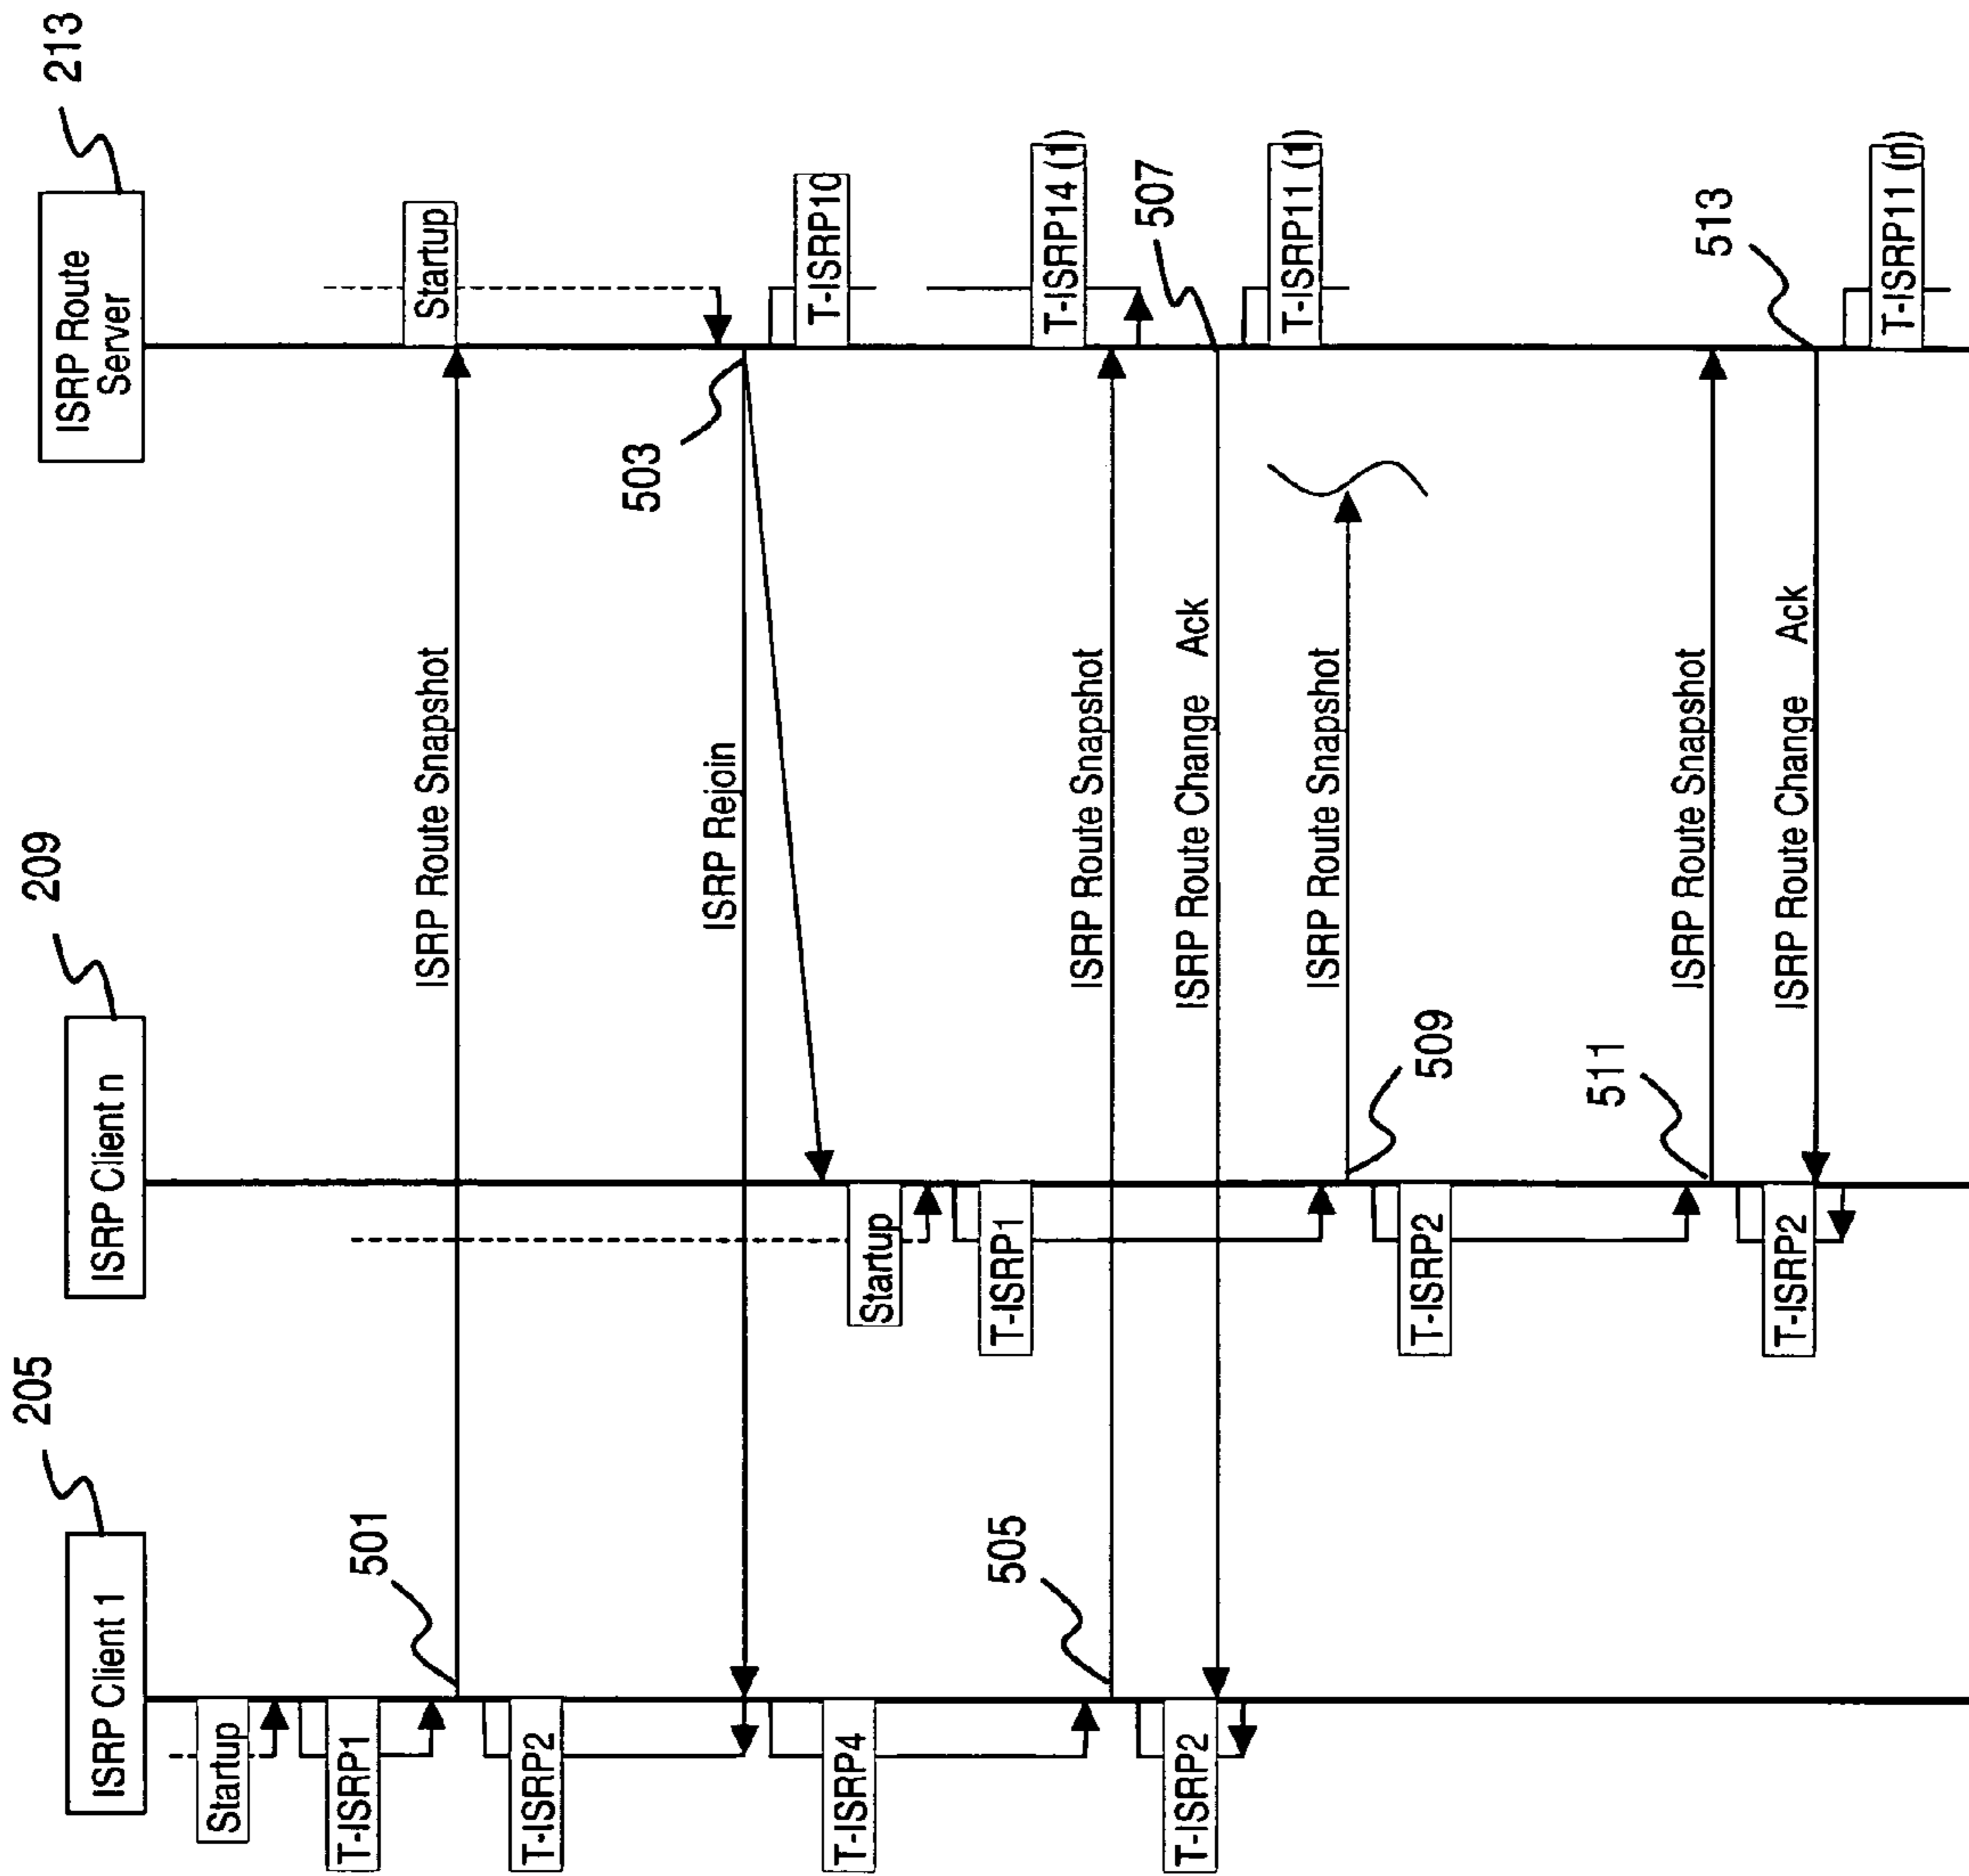 205
209
213
ISRP Client 1
ISRP Client n
ISRP Route
Server
Startup
T-ISRP1
501
ISRP Route Snapshot
Startup
T-ISRP2
ISRP Rejoin
503
T-ISRP10
T-ISRP4
Startup
T-ISRP1
505
ISRP Route Snapshot
T-ISRP14 (1)
T-ISRP2
ISRP Route Change Ack
507
T-ISRP11 (1)
ISRP Route Snapshot
509
T-ISRP2
511
ISRP Route Snapshot
513
T-ISRP2
ISRP Route Change Ack
T-ISRP11 (n)